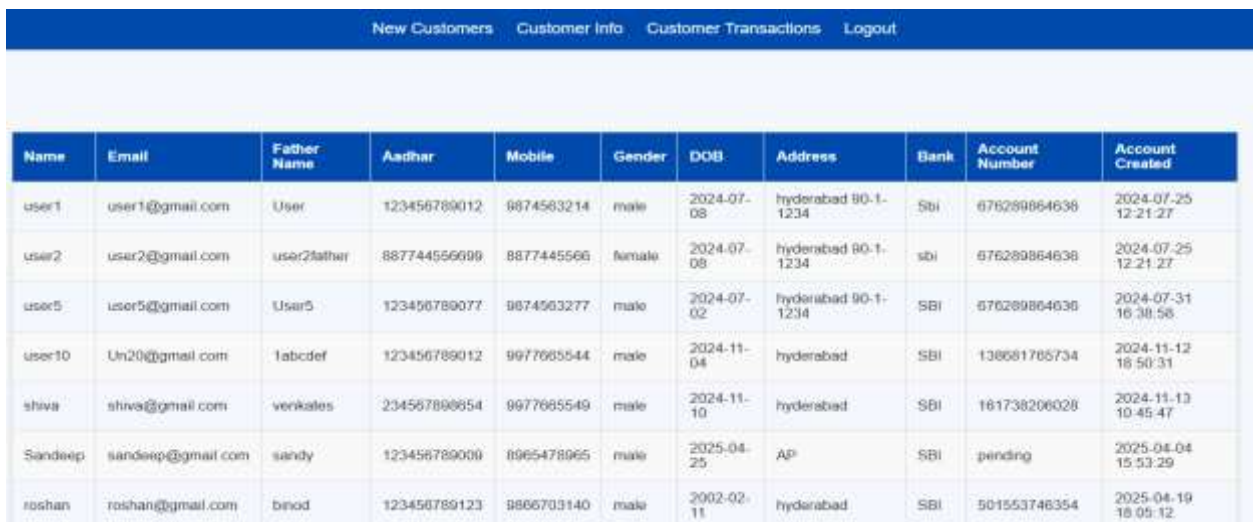 New Customers Customer Info Customer Transactions Logout
Name Email Father Name Aadhar Mobile Gender DOB Address Bank Account Number Account Created
user1 user1@gmail.com User 123456789012 9874563214 male 2024-07-08 hyderabad 90-1-1234 Sbi 676289864636 2024-07-25 12:21:27
user2 user2@gmail.com user2father 887744556699 8877445566 female 2024-07-08 hyderabad 90-1-1234 sbi 676289864636 2024-07-25 12:21:27
user5 user5@gmail.com User5 123456789077 9874563277 male 2024-07-02 hyderabad 90-1-1234 SBI 676289864636 2024-07-31 16:38:58
user10 Un20@gmail.com 1abcdef 123456789012 9977665544 male 2024-11-04 hyderabad SBI 138681765734 2024-11-12 18:50:31
shiva shiva@gmail.com venkates 234567898654 9977665549 male 2024-11-10 hyderabad SBI 161738206028 2024-11-13 10:45:47
Sandeep sandeep@gmail.com sandy 123456789009 8965478965 male 2025-04-25 AP SBI pending 2025-04-04 15:53:29
roshan roshan@gmail.com binod 123456789123 9866703140 male 2002-02-11 hyderabad SBI 501553746354 2025-04-19 18:05:12